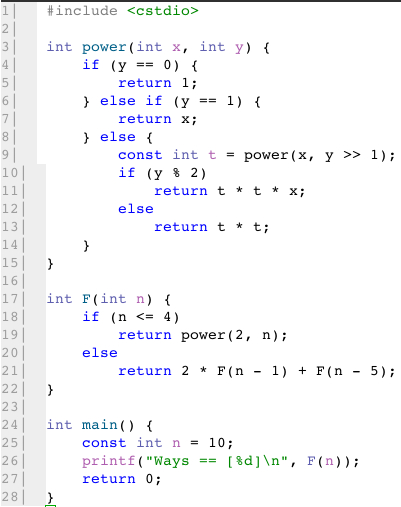 1| #include <cstdio>
2|
3| int power(int x, int y) {
4|     if (y == 0) {
5|         return 1;
6|     } else if (y == 1) {
7|         return x;
8|     } else {
9|         const int t = power(x, y >> 1);
10|         if (y % 2)
11|             return t * t * x;
12|         else
13|             return t * t;
14|     }
15| }
16|
17| int F(int n) {
18|     if (n <= 4)
19|         return power(2, n);
20|     else
21|         return 2 * F(n - 1) + F(n - 5);
22| }
23|
24| int main() {
25|     const int n = 10;
26|     printf("Ways == [%d]\n", F(n));
27|     return 0;
28| }